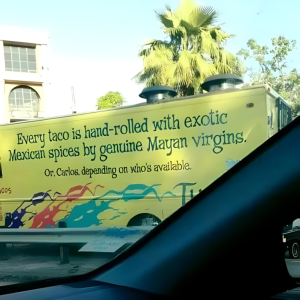 Every taco is hand-rolled with exotic
Mexican spices by genuine Mayan virgins.
Or, Carlos, depending on who's available.